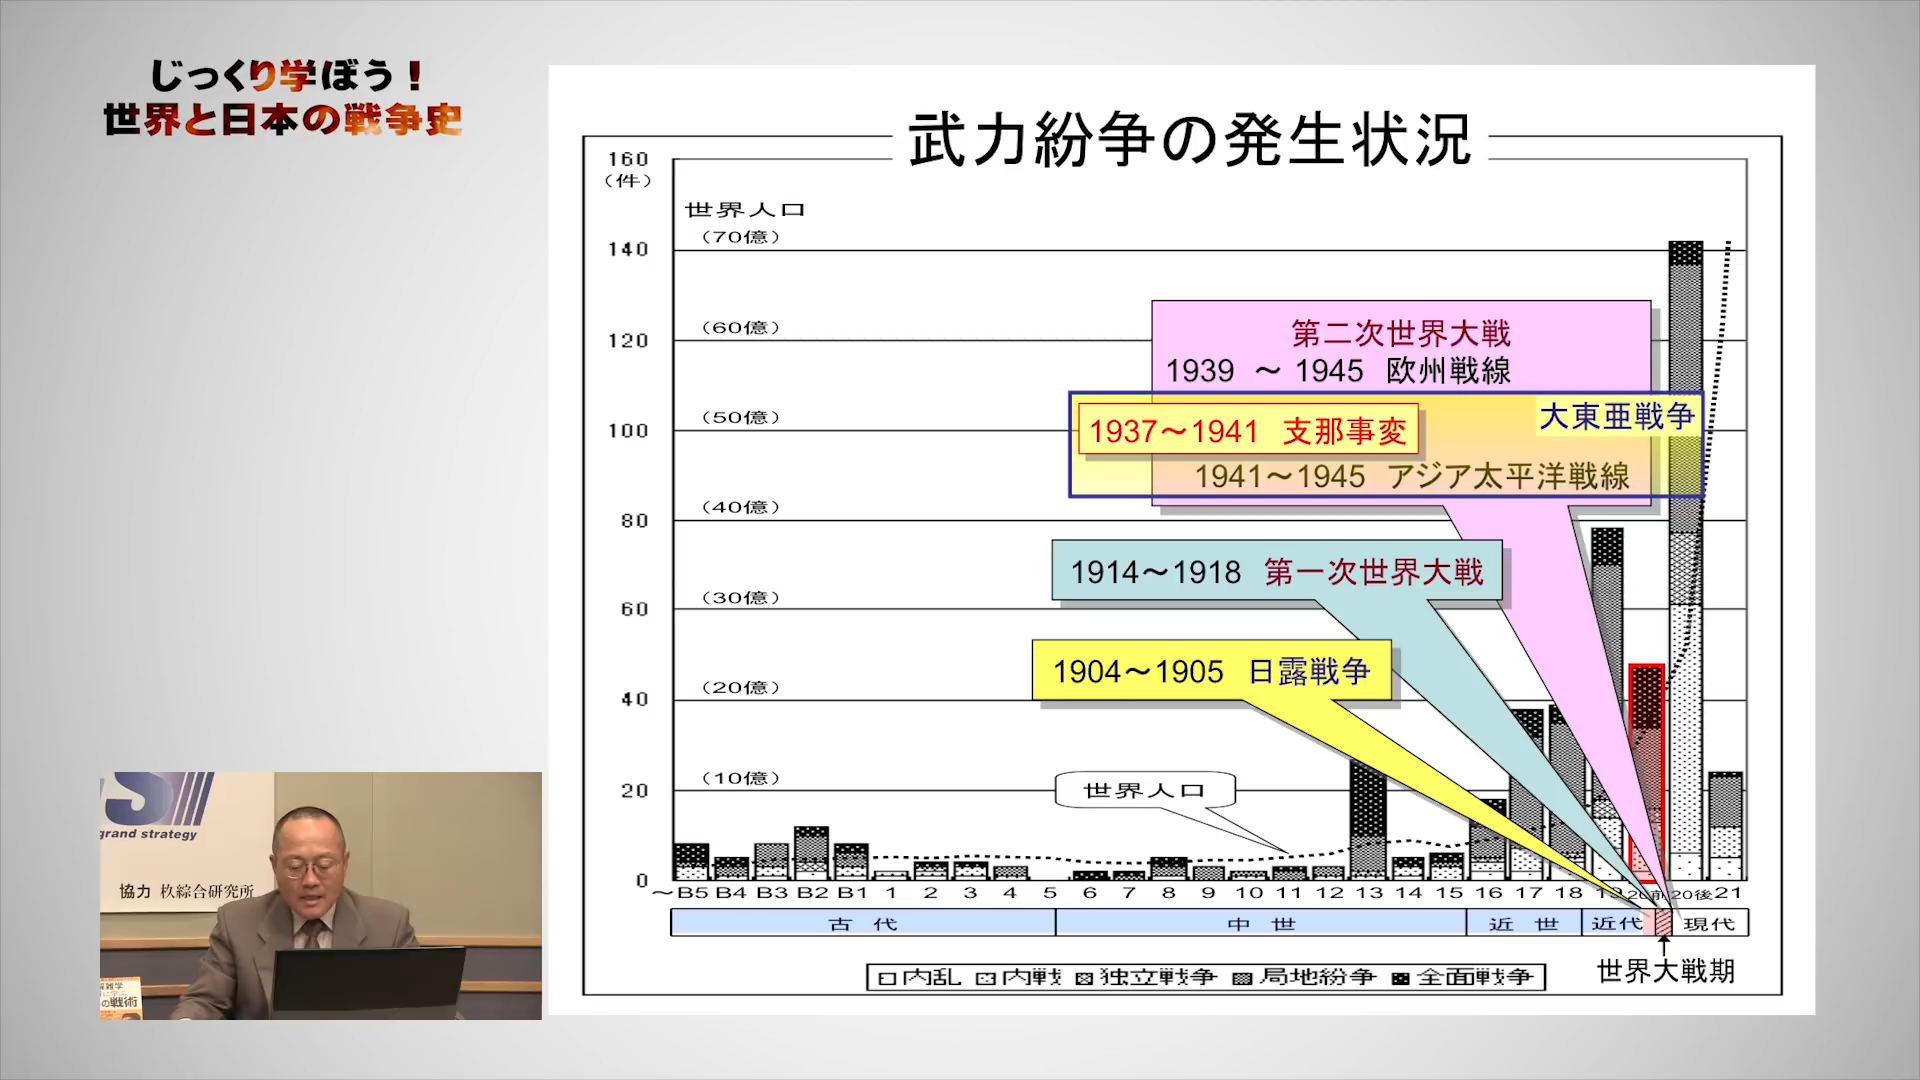 じっくり学ぼう！
世界と日本の戦争史
武力紛争の発生状況
160
（件）
世界人口
（70億）
140
（60億）
120
（50億）
100
（40億）
80
（30億）
60
（20億）
40
（10億）
20
0
第二次世界大戦
1939 ～ 1945 欧州戦線
大東亜戦争
1937～1941 支那事変
1941～1945 アジア太平洋戦線
1914～1918 第一次世界大戦
1904～1905 日露戦争
世界人口
～B5 B4 B3 B2 B1 1 2 3 4 5 6 7 8 9 10 11 12 13 14 15 16 17 18 19 20前 20後 21
古代 中世 近世 近代 現代
内乱 内戦 独立戦争 局地紛争 全面戦争
世界大戦期
grand strategy
協力 杦綜合研究所
の戦術